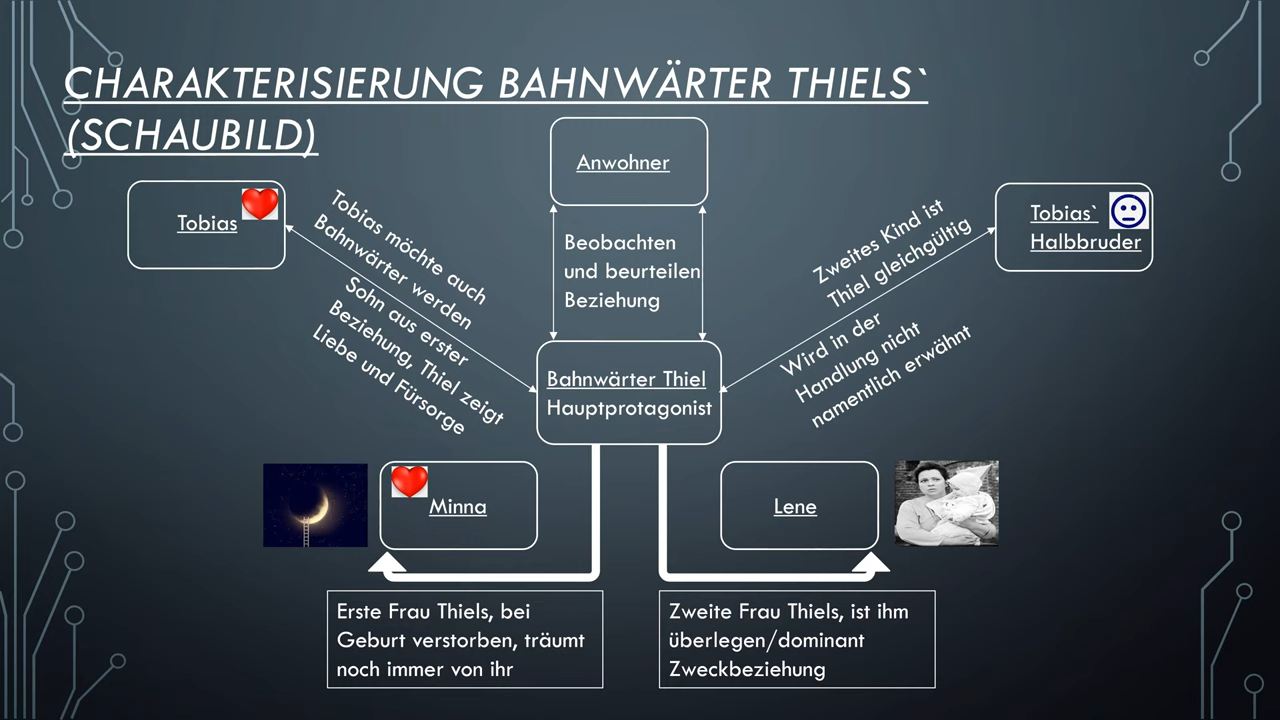 CHARAKTERISIERUNG BAHNWÄRTER THIELS`
(SCHAUBILD)
Anwohner
Tobias
Tobias`
Halbbruder
Tobias möchte auch
Bahnwärter werden
Sohn aus erster
Beziehung, Thiel zeigt
Liebe und Fürsorge
Beobachten
und beurteilen
Beziehung
Zweites Kind ist
Thiel gleichgültig
Wird in der
Handlung nicht
namentlich erwähnt
Bahnwärter Thiel
Hauptprotagonist
Minna
Lene
Erste Frau Thiels, bei
Geburt verstorben, träumt
noch immer von ihr
Zweite Frau Thiels, ist ihm
überlegen/dominant
Zweckbeziehung